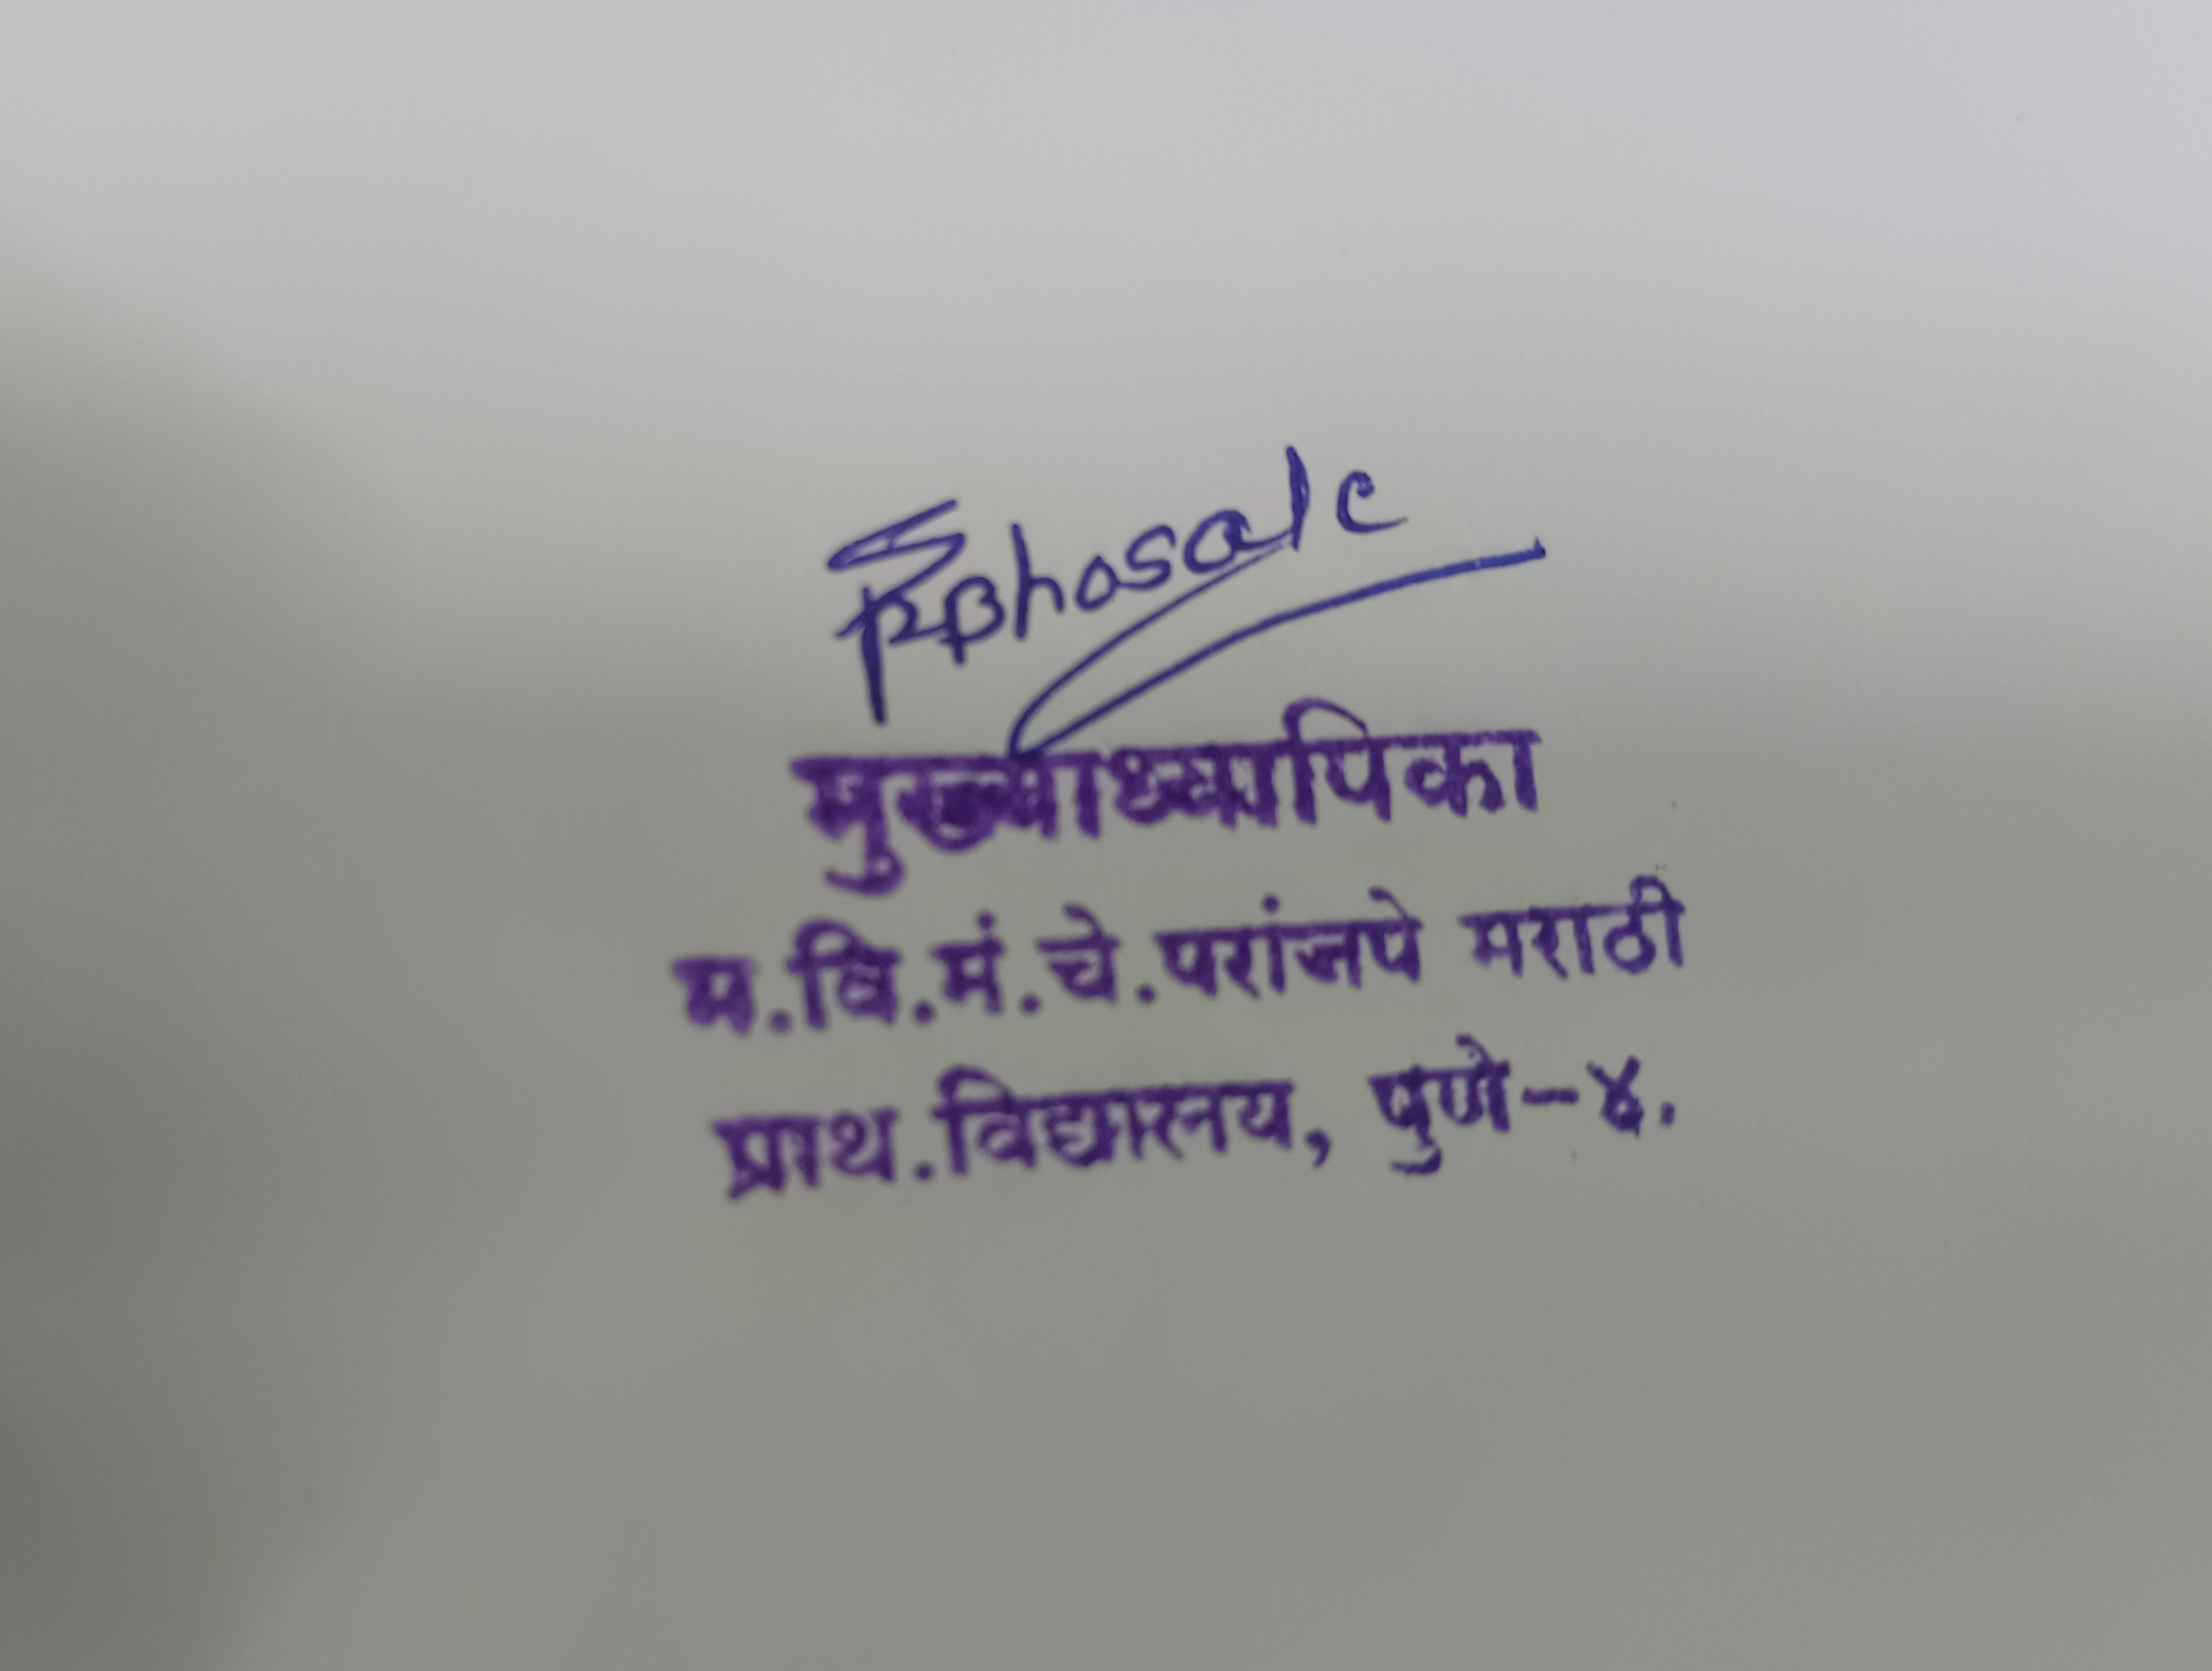 Bhosale
मुख्याध्यापिका
म.वि.मं.चे.परांजपे मराठी
प्राथ.विद्यालय, पुणे-४.